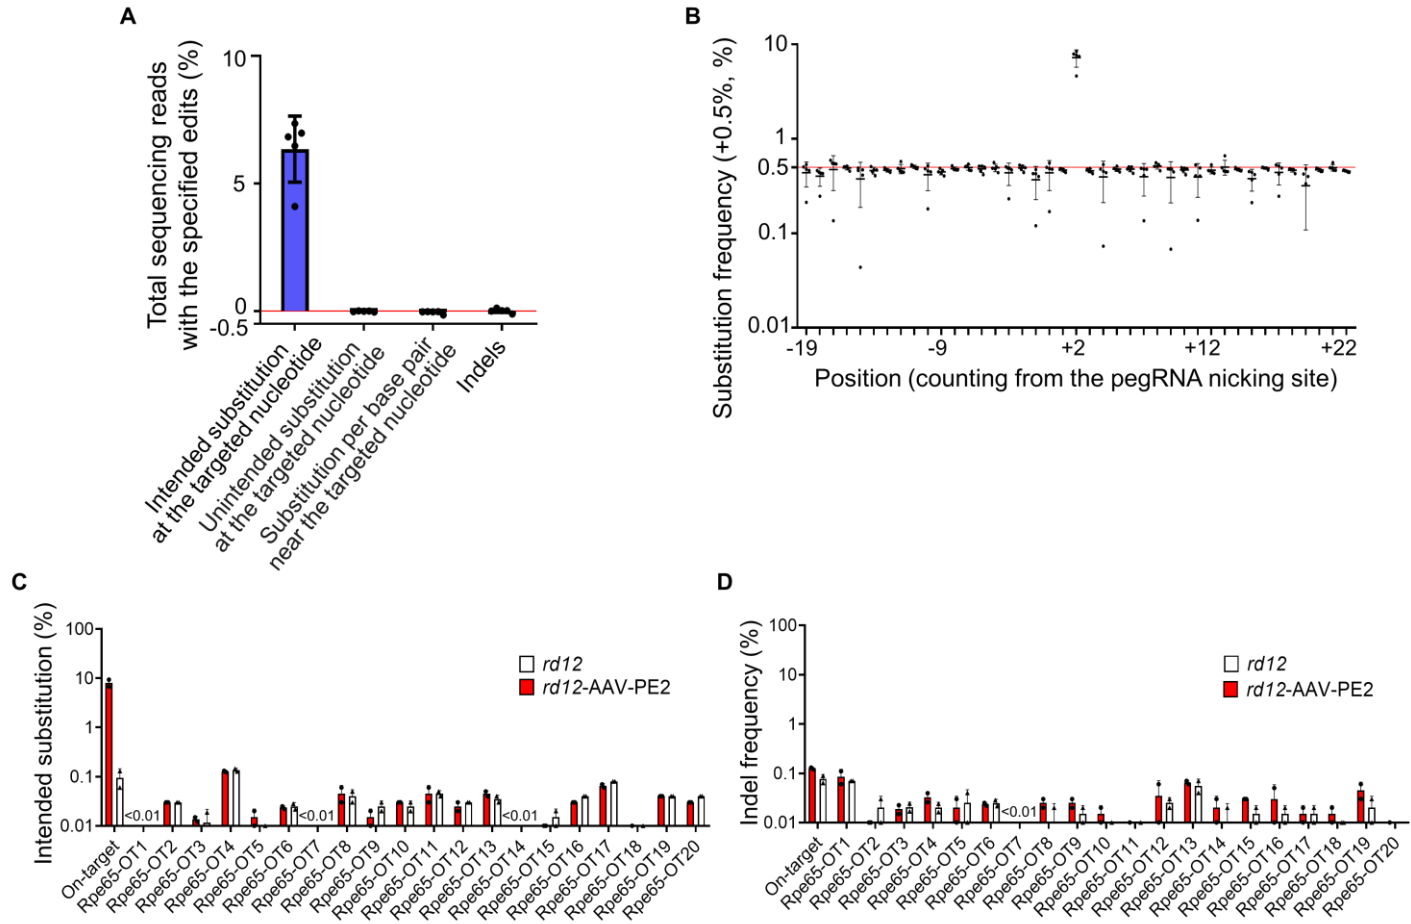 A
Total sequencing reads
with the specified edits (%)
10
5
0
-0.5
Intended substitution
at the targeted nucleotide
Unintended substitution
at the targeted nucleotide
Substitution per base pair
near the targeted nucleotide
Indels
B
Substitution frequency (+0.5%, %)
10
1
0.5
0.1
0.01
-19
-9
+2
+12
+22
Position (counting from the pegRNA nicking site)
C
Intended substitution (%)
100
10
1
0.1
0.01
rd12
rd12-AAV-PE2
<0.01
<0.01
<0.01
On-target
Rpe65-OT1
Rpe65-OT2
Rpe65-OT3
Rpe65-OT4
Rpe65-OT5
Rpe65-OT6
Rpe65-OT7
Rpe65-OT8
Rpe65-OT9
Rpe65-OT10
Rpe65-OT11
Rpe65-OT12
Rpe65-OT13
Rpe65-OT14
Rpe65-OT15
Rpe65-OT16
Rpe65-OT17
Rpe65-OT18
Rpe65-OT19
Rpe65-OT20
D
Indel frequency (%)
100
10
1
0.1
0.01
rd12
rd12-AAV-PE2
<0.01
On-target
Rpe65-OT1
Rpe65-OT2
Rpe65-OT3
Rpe65-OT4
Rpe65-OT5
Rpe65-OT6
Rpe65-OT7
Rpe65-OT8
Rpe65-OT9
Rpe65-OT10
Rpe65-OT11
Rpe65-OT12
Rpe65-OT13
Rpe65-OT14
Rpe65-OT15
Rpe65-OT16
Rpe65-OT17
Rpe65-OT18
Rpe65-OT19
Rpe65-OT20